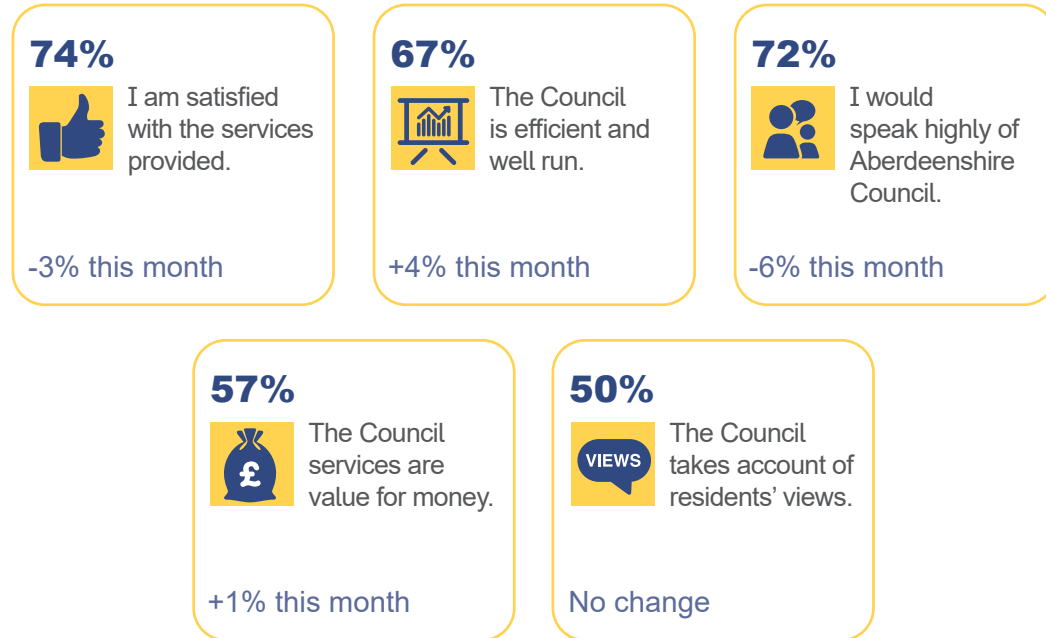 74%
I am satisfied
with the services
provided.
-3% this month
67%
The Council
is efficient and
well run.
+4% this month
72%
I would
speak highly of
Aberdeenshire
Council.
-6% this month
57%
£
The Council
services are
value for money.
+1% this month
50%
VIEWS
The Council
takes account of
residents’ views.
No change